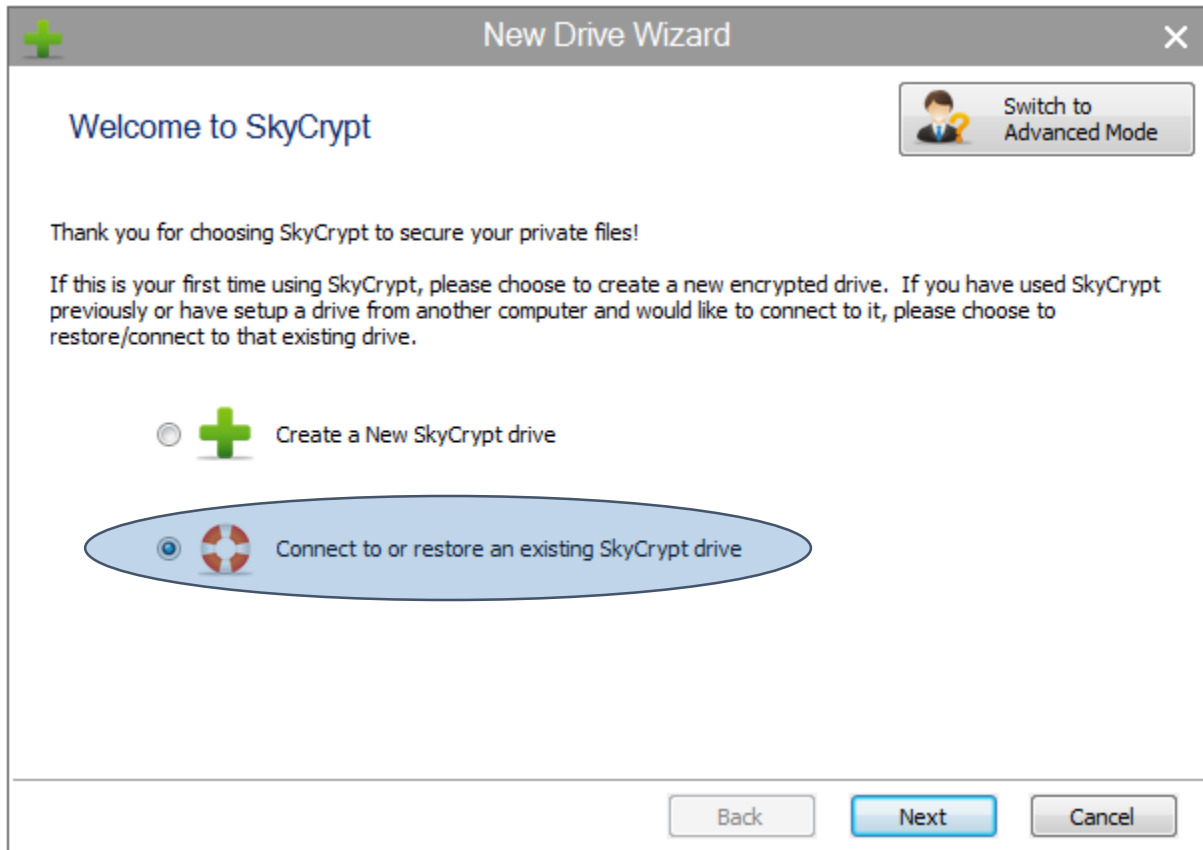 New Drive Wizard
Welcome to SkyCrypt
Switch to
Advanced Mode
Thank you for choosing SkyCrypt to secure your private files!
If this is your first time using SkyCrypt, please choose to create a new encrypted drive.  If you have used SkyCrypt
previously or have setup a drive from another computer and would like to connect to it, please choose to
restore/connect to that existing drive.
Create a New SkyCrypt drive
Connect to or restore an existing SkyCrypt drive
Back
Next
Cancel